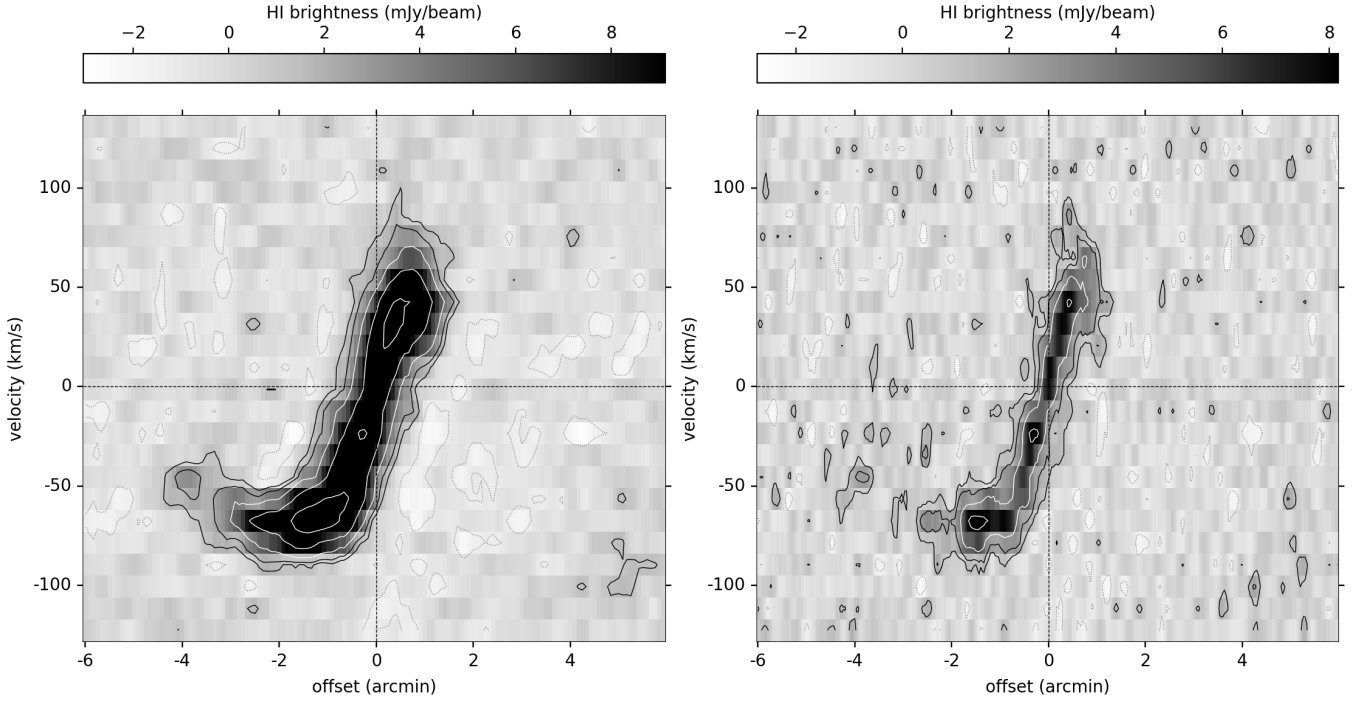 HI brightness (mJy/beam)
−2 0 2 4 6 8
100
50
0
-50
-100
velocity (km/s)
-6 -4 -2 0 2 4
offset (arcmin)
HI brightness (mJy/beam)
−2 0 2 4 6 8
100
50
0
-50
-100
velocity (km/s)
-6 -4 -2 0 2 4
offset (arcmin)